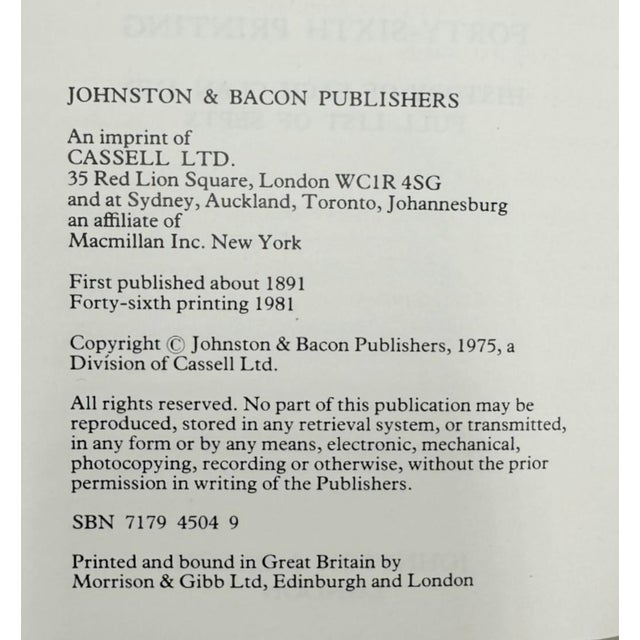 JOHNSTON & BACON PUBLISHERS
An imprint of
CASSELL LTD.
35 Red Lion Square, London WC1R 4SG
and at Sydney, Auckland, Toronto, Johannesburg
an affiliate of
Macmillan Inc. New York
First published about 1891
Forty-sixth printing 1981
Copyright © Johnston & Bacon Publishers, 1975, a
Division of Cassell Ltd.
All rights reserved. No part of this publication may be
reproduced, stored in any retrieval system, or transmitted,
in any form or by any means, electronic, mechanical,
photocopying, recording or otherwise, without the prior
permission in writing of the Publishers.
SBN 7179 4504 9
Printed and bound in Great Britain by
Morrison & Gibb Ltd, Edinburgh and London